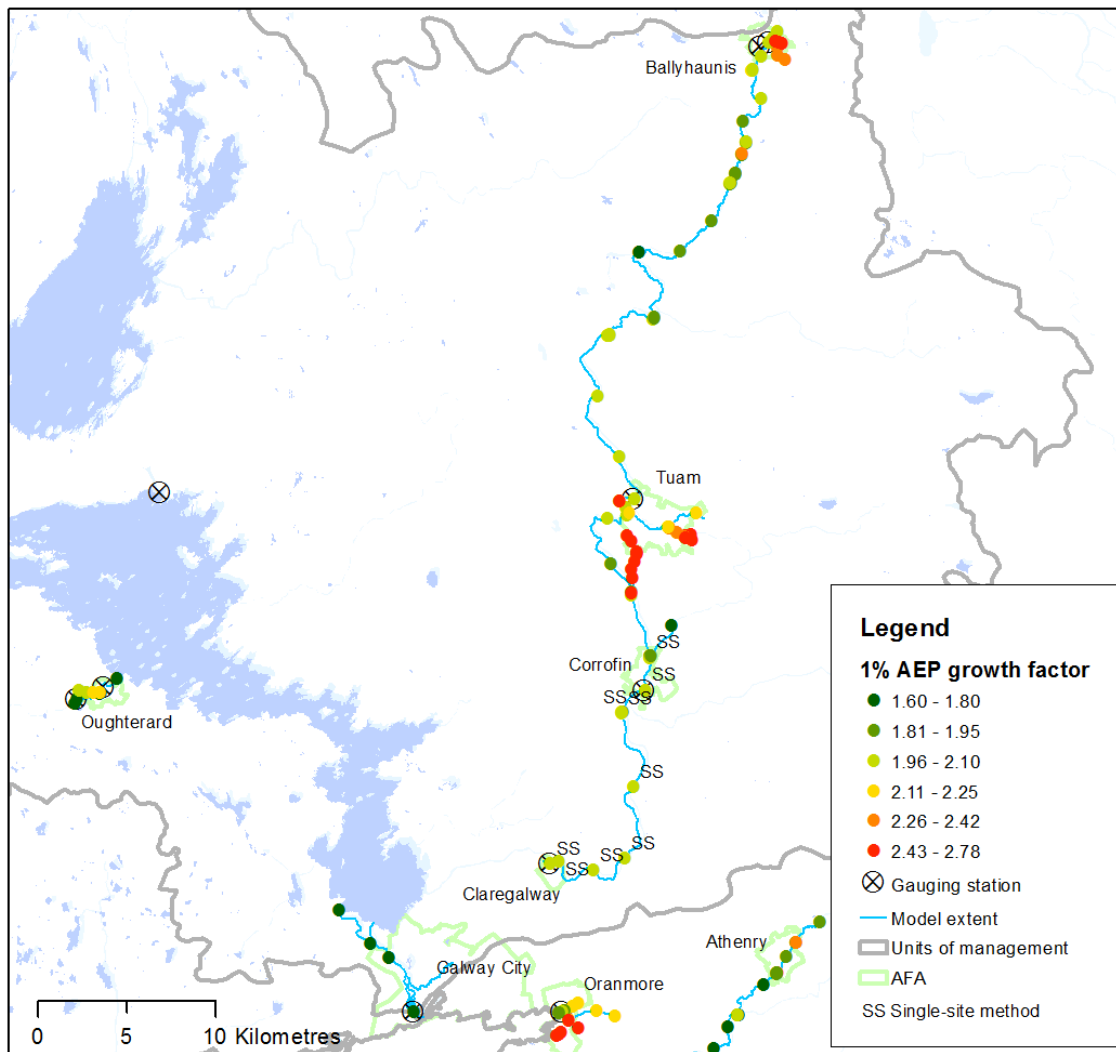 Ballyhaunis
Tuam
SS
Corrofin
SS
SS SS
Oughterard
SS
SS SS
SS
Claregalway
Athenry
Galway City
Oranmore
0 5 10 Kilometres
Legend
1% AEP growth factor
1.60 - 1.80
1.81 - 1.95
1.96 - 2.10
2.11 - 2.25
2.26 - 2.42
2.43 - 2.78
Gauging station
Model extent
Units of management
AFA
SS Single-site method